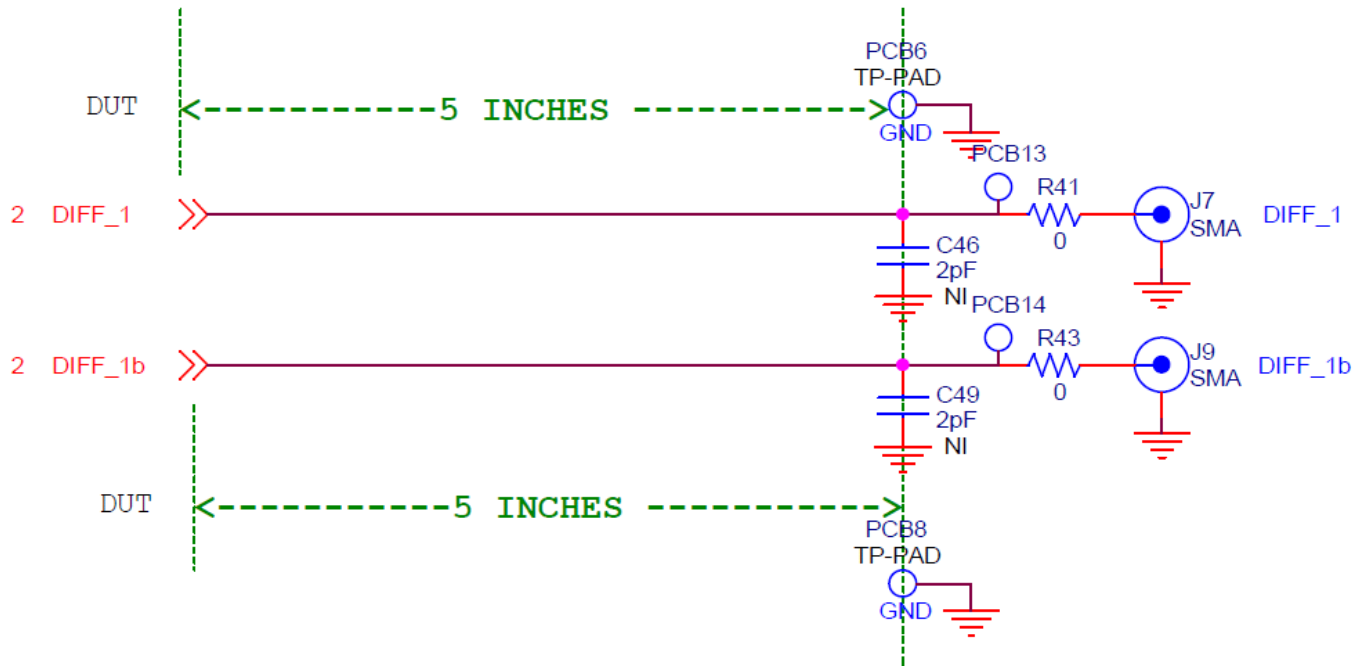 PCB6
TP-PAD
DUT
5 INCHES
GND
PCB13
R41
J7
2 DIFF_1
SMA
DIFF_1
0
C46
2pF
NI
PCB14
R43
J9
2 DIFF_1b
SMA
DIFF_1b
0
C49
2pF
NI
DUT
5 INCHES
PCB8
TP-PAD
GND